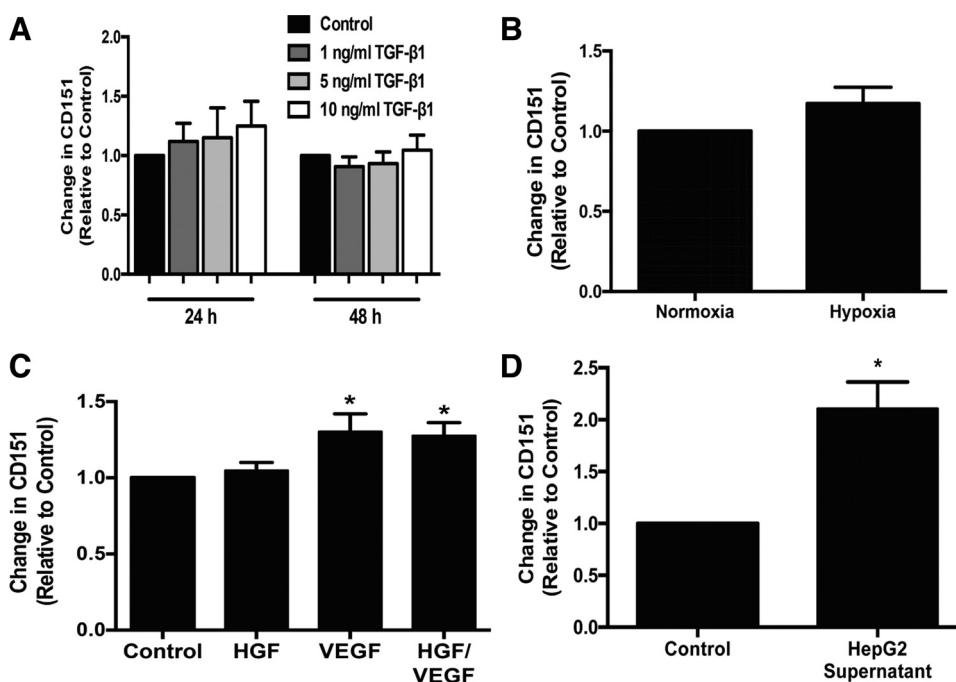 A
Change in CD151
(Relative to Control)
2.0
1.5
1.0
0.5
0.0
Control
1 ng/ml TGF-β1
5 ng/ml TGF-β1
10 ng/ml TGF-β1
24 h
48 h
B
Change in CD151
(Relative to Control)
1.5
1.0
0.5
0.0
Normoxia
Hypoxia
C
Change in CD151
(Relative to Control)
1.5
1.0
0.5
0.0
*
*
Control
HGF
VEGF
HGF/
VEGF
D
Change in CD151
(Relative to Control)
2.5
2.0
1.5
1.0
0.5
0.0
*
Control
HepG2
Supernatant